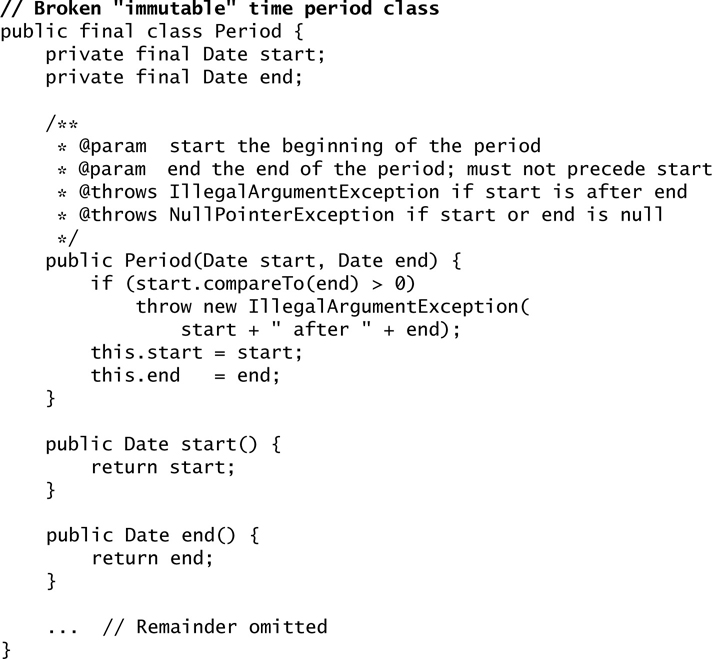 // Broken "immutable" time period class
public final class Period {
    private final Date start;
    private final Date end;

    /**
     * @param  start the beginning of the period
     * @param  end the end of the period; must not precede start
     * @throws IllegalArgumentException if start is after end
     * @throws NullPointerException if start or end is null
     */
    public Period(Date start, Date end) {
        if (start.compareTo(end) > 0)
            throw new IllegalArgumentException(
                start + " after " + end);
        this.start = start;
        this.end   = end;
    }

    public Date start() {
        return start;
    }

    public Date end() {
        return end;
    }

    ...  // Remainder omitted
}